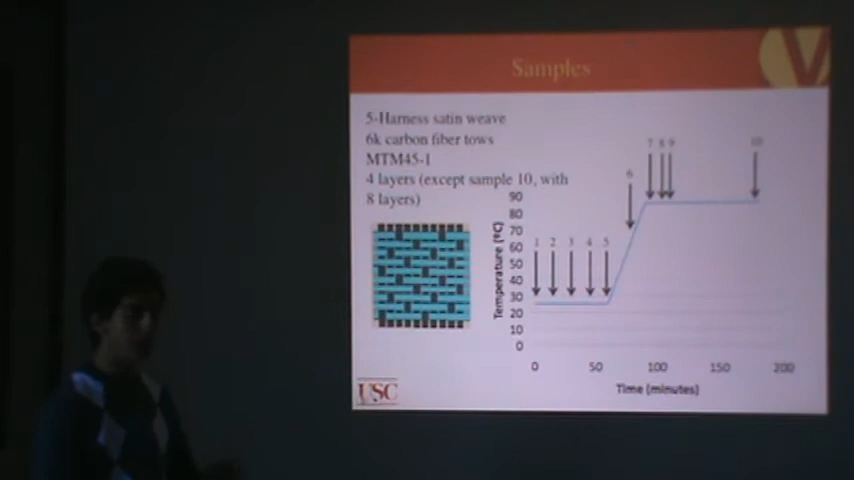 Samples
V
5-Harness satin weave
6k carbon fiber tows
MTM45-1
4 layers (except sample 10, with
8 layers)
7 8 9
10
6
1 2 3 4 5
90
80
70
60
50
40
30
20
10
0
Temperature (ºC)
0 50 100 150 200
Time (minutes)
USC